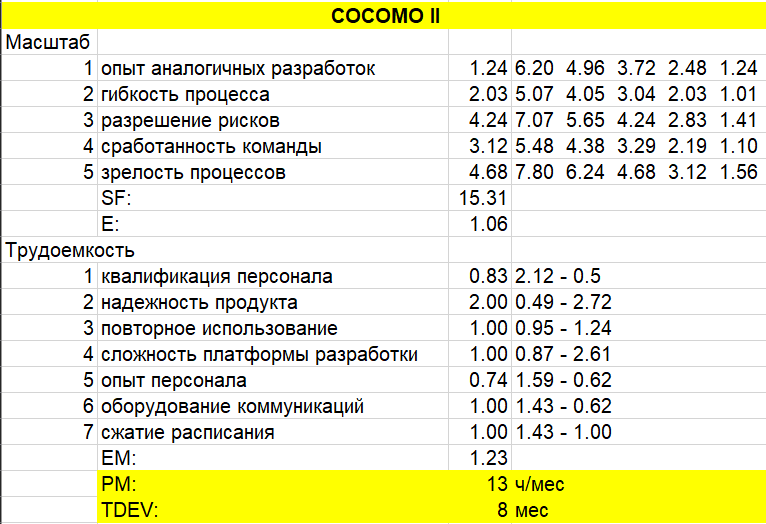 COCOMO II
Масштаб
1 опыт аналогичных разработок 1.24 6.20 4.96 3.72 2.48 1.24
2 гибкость процесса 2.03 5.07 4.05 3.04 2.03 1.01
3 разрешение рисков 4.24 7.07 5.65 4.24 2.83 1.41
4 сработанность команды 3.12 5.48 4.38 3.29 2.19 1.10
5 зрелость процессов 4.68 7.80 6.24 4.68 3.12 1.56
SF: 15.31
E: 1.06
Трудоемкость
1 квалификация персонала 0.83 2.12 - 0.5
2 надежность продукта 2.00 0.49 - 2.72
3 повторное использование 1.00 0.95 - 1.24
4 сложность платформы разработки 1.00 0.87 - 2.61
5 опыт персонала 0.74 1.59 - 0.62
6 оборудование коммуникаций 1.00 1.43 - 0.62
7 сжатие расписания 1.00 1.43 - 1.00
EM: 1.23
PM: 13 ч/мес
TDEV: 8 мес